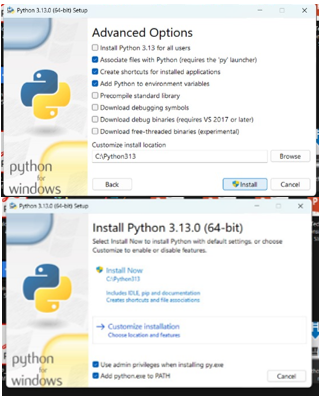 Python 3.13.0 (64-bit) Setup
Advanced Options
Install Python 3.13 for all users
Associate files with Python (requires the 'py' launcher)
Create shortcuts for installed applications
Add Python to environment variables
Precompile standard library
Download debugging symbols
Download debug binaries (requires VS 2017 or later)
Download free-threaded binaries (experimental)
Customize install location
C:\Python313
Browse
python
for
windows
Back
Install
Cancel
Python 3.13.0 (64-bit) Setup
Install Python 3.13.0 (64-bit)
Select Install Now to install Python with default settings, or choose
Customize to enable or disable features.
Install Now
C:\Python313
Includes IDLE, pip and documentation
Creates shortcuts and file associations
Customize installation
Choose location and features
python
for
windows
Use admin privileges when installing py.exe
Add python.exe to PATH
Cancel